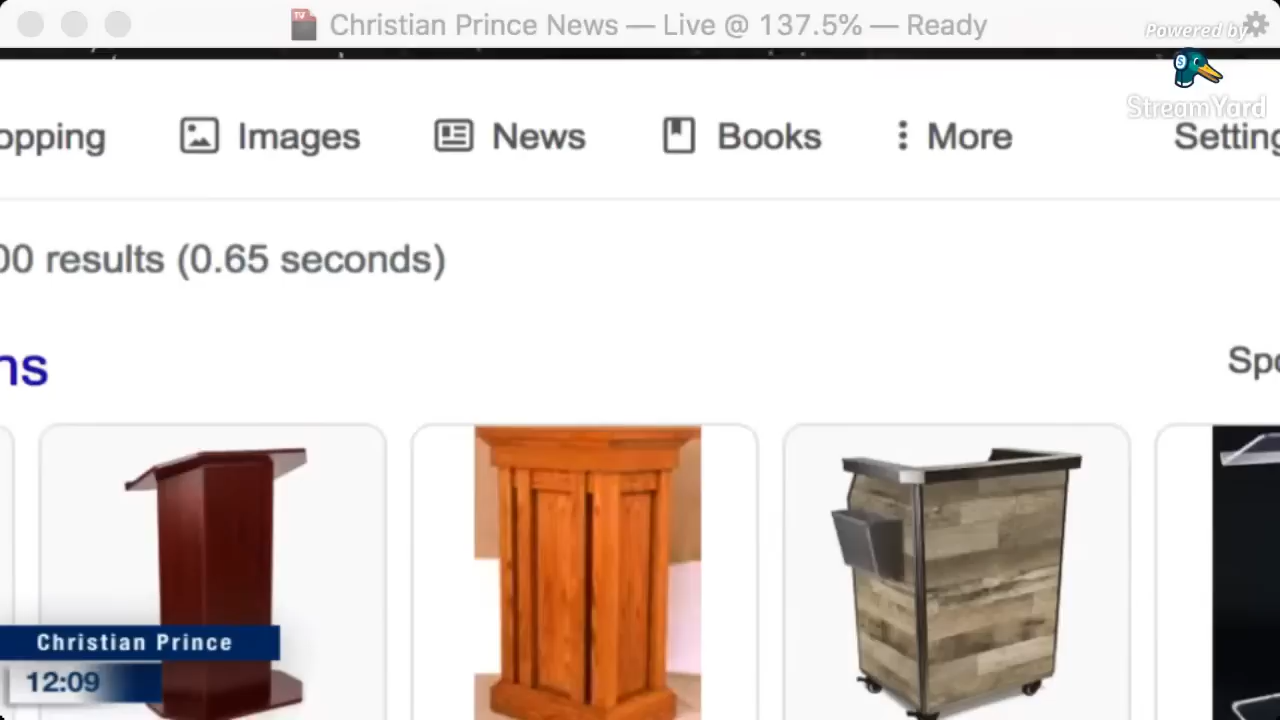 Christian Prince News — Live @ 137.5% — Ready
Powered by
StreamYard
opping Images News Books More Setting
00 results (0.65 seconds)
ns
Spo
Christian Prince
12:09